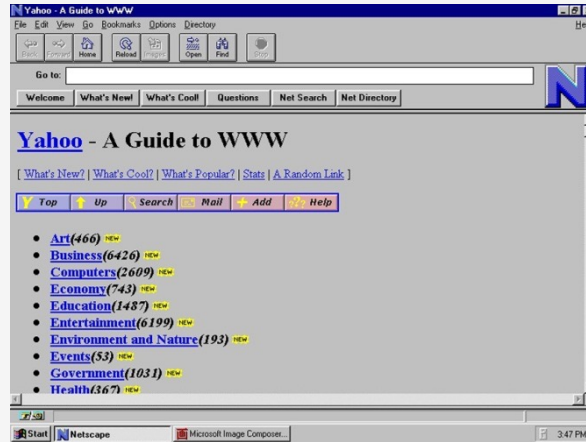 Yahoo - A Guide to WWW
File Edit View Go Bookmarks Options Directory He
Back Forward Home Reload Images Open Find Stop
Go to:
Welcome What's New! What's Cool! Questions Net Search Net Directory
N
Yahoo - A Guide to WWW
[ What's New? | What's Cool? | What's Popular? | Stats | A Random Link ]
Y Top Up Search Mail Add Help
Art(466) NEW
Business(6426) NEW
Computers(2609) NEW
Economy(743) NEW
Education(1487) NEW
Entertainment(6199) NEW
Environment and Nature(193) NEW
Events(53) NEW
Government(1031) NEW
Health(367) NEW
Start Netscape Microsoft Image Composer... 3:47 PM